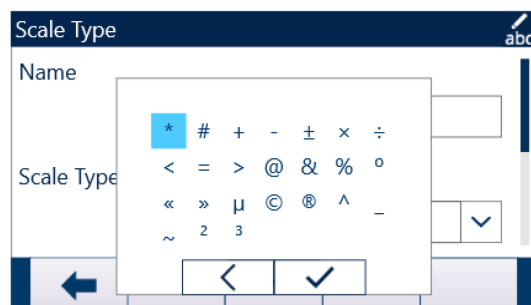 Scale Type
abc
Name
* # + - ± × ÷
< = > @ & % º
« » µ © ® ^ _
~ ² ³
Scale Type